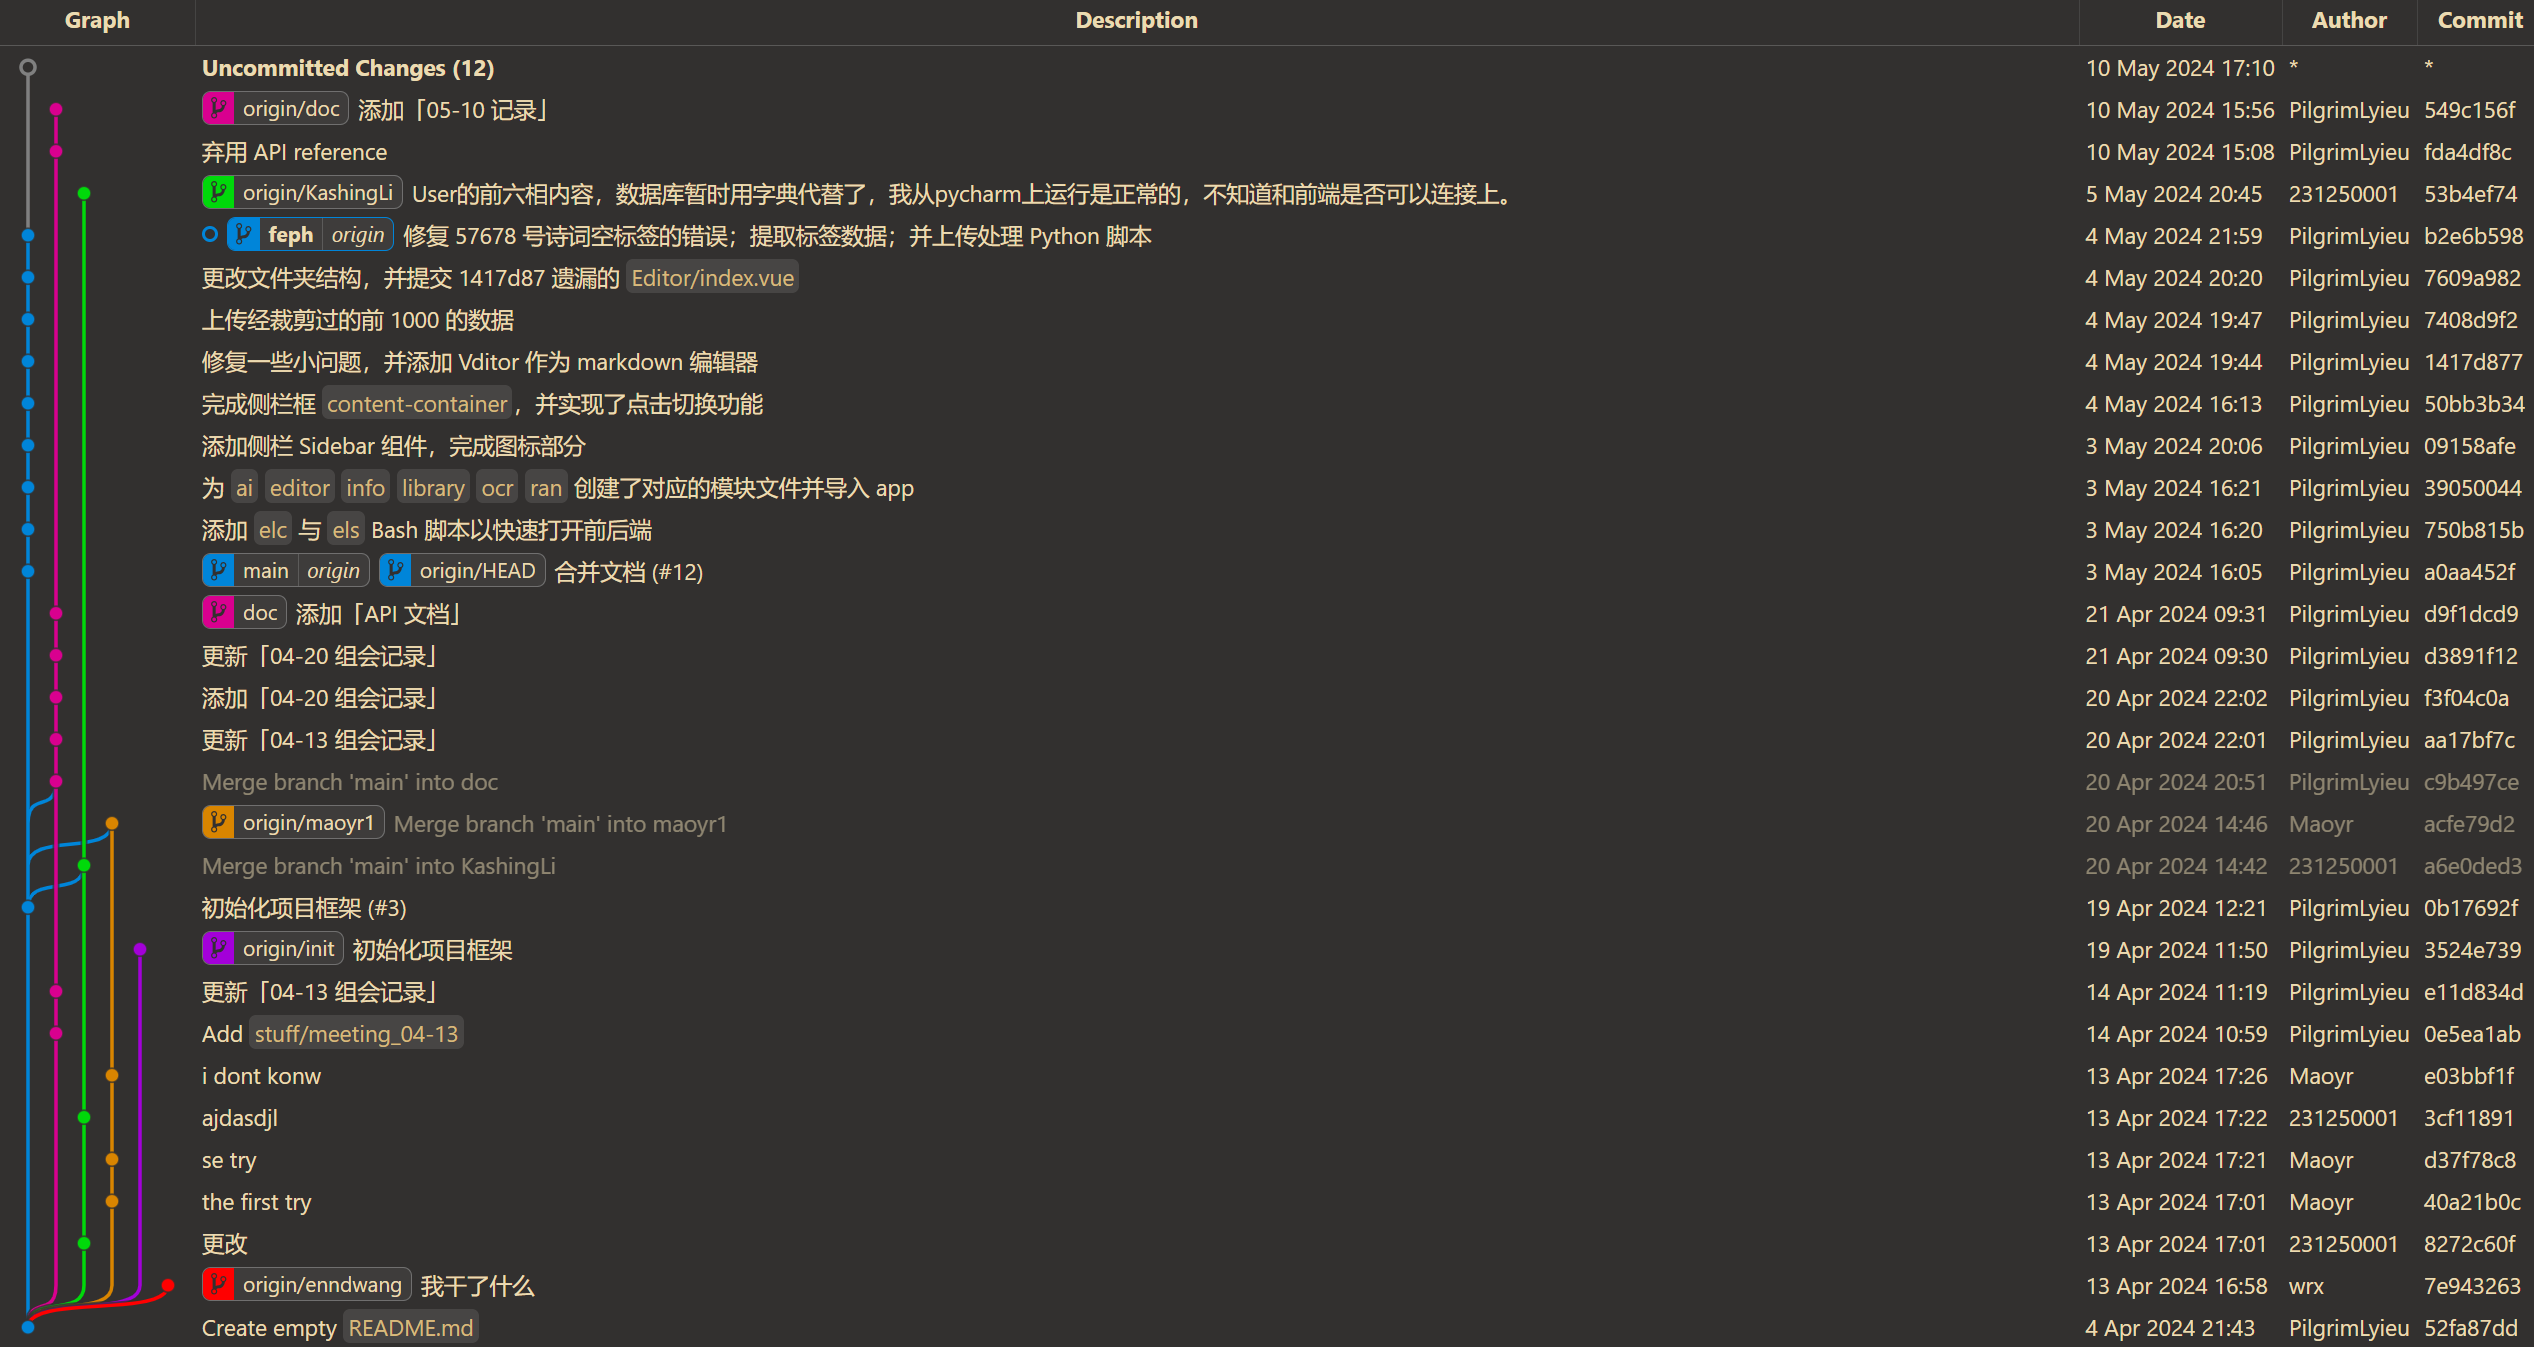 Graph Description Date Author Commit
Uncommitted Changes (12) 10 May 2024 17:10 * *
origin/doc 添加「05-10 记录」 10 May 2024 15:56 PilgrimLyieu 549c156f
弃用 API reference 10 May 2024 15:08 PilgrimLyieu fda4df8c
origin/KashingLi User的前六相内容，数据库暂时用字典代替了，我从pycharm上运行是正常的，不知道和前端是否可以连接上。 5 May 2024 20:45 231250001 53b4ef74
feph origin 修复 57678 号诗词空标签的错误；提取标签数据；并上传处理 Python 脚本 4 May 2024 21:59 PilgrimLyieu b2e6b598
更改文件夹结构，并提交 1417d87 遗漏的 Editor/index.vue 4 May 2024 20:20 PilgrimLyieu 7609a982
上传经裁剪过的前 1000 的数据 4 May 2024 19:47 PilgrimLyieu 7408d9f2
修复一些小问题，并添加 Vditor 作为 markdown 编辑器 4 May 2024 19:44 PilgrimLyieu 1417d877
完成侧栏框 content-container，并实现了点击切换功能 4 May 2024 16:13 PilgrimLyieu 50bb3b34
添加侧栏 Sidebar 组件，完成图标部分 3 May 2024 20:06 PilgrimLyieu 09158afe
为 ai editor info library ocr ran 创建了对应的模块文件并导入 app 3 May 2024 16:21 PilgrimLyieu 39050044
添加 elc 与 els Bash 脚本以快速打开前后端 3 May 2024 16:20 PilgrimLyieu 750b815b
main origin origin/HEAD 合并文档 (#12) 3 May 2024 16:05 PilgrimLyieu a0aa452f
doc 添加「API 文档」 21 Apr 2024 09:31 PilgrimLyieu d9f1dcd9
更新「04-20 组会记录」 21 Apr 2024 09:30 PilgrimLyieu d3891f12
添加「04-20 组会记录」 20 Apr 2024 22:02 PilgrimLyieu f3f04c0a
更新「04-13 组会记录」 20 Apr 2024 22:01 PilgrimLyieu aa17bf7c
Merge branch 'main' into doc 20 Apr 2024 20:51 PilgrimLyieu c9b497ce
origin/maoyr1 Merge branch 'main' into maoyr1 20 Apr 2024 14:46 Maoyr acfe79d2
Merge branch 'main' into KashingLi 20 Apr 2024 14:42 231250001 a6e0ded3
初始化项目框架 (#3) 19 Apr 2024 12:21 PilgrimLyieu 0b17692f
origin/init 初始化项目框架 19 Apr 2024 11:50 PilgrimLyieu 3524e739
更新「04-13 组会记录」 14 Apr 2024 11:19 PilgrimLyieu e11d834d
Add stuff/meeting_04-13 14 Apr 2024 10:59 PilgrimLyieu 0e5ea1ab
i dont konw 13 Apr 2024 17:26 Maoyr e03bbf1f
ajdasdjl 13 Apr 2024 17:22 231250001 3cf11891
se try 13 Apr 2024 17:21 Maoyr d37f78c8
the first try 13 Apr 2024 17:01 Maoyr 40a21b0c
更改 13 Apr 2024 17:01 231250001 8272c60f
origin/enndwang 我干了什么 13 Apr 2024 16:58 wrx 7e943263
Create empty README.md 4 Apr 2024 21:43 PilgrimLyieu 52fa87dd